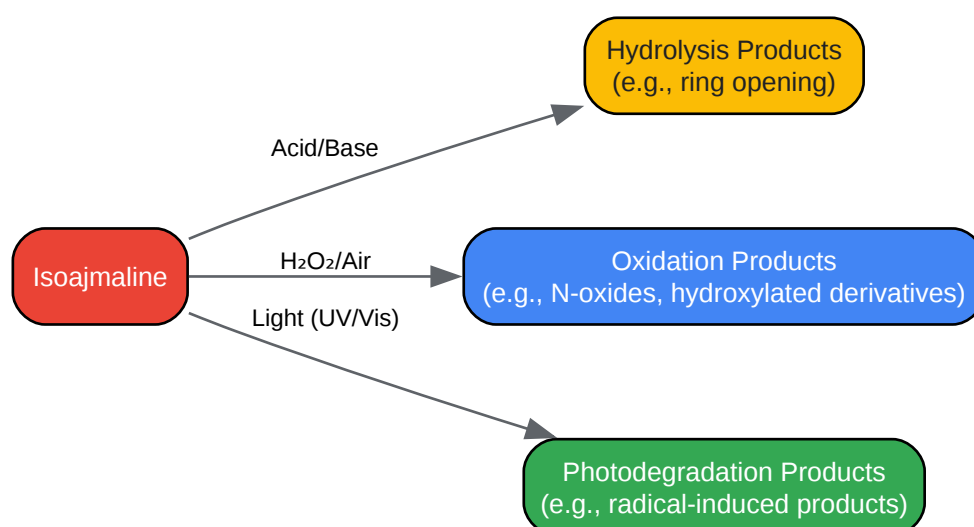 Hydrolysis Products
(e.g., ring opening)
Acid/Base
Isoajmaline
H₂O₂/Air
Oxidation Products
(e.g., N-oxides, hydroxylated derivatives)
Light (UV/Vis)
Photodegradation Products
(e.g., radical-induced products)